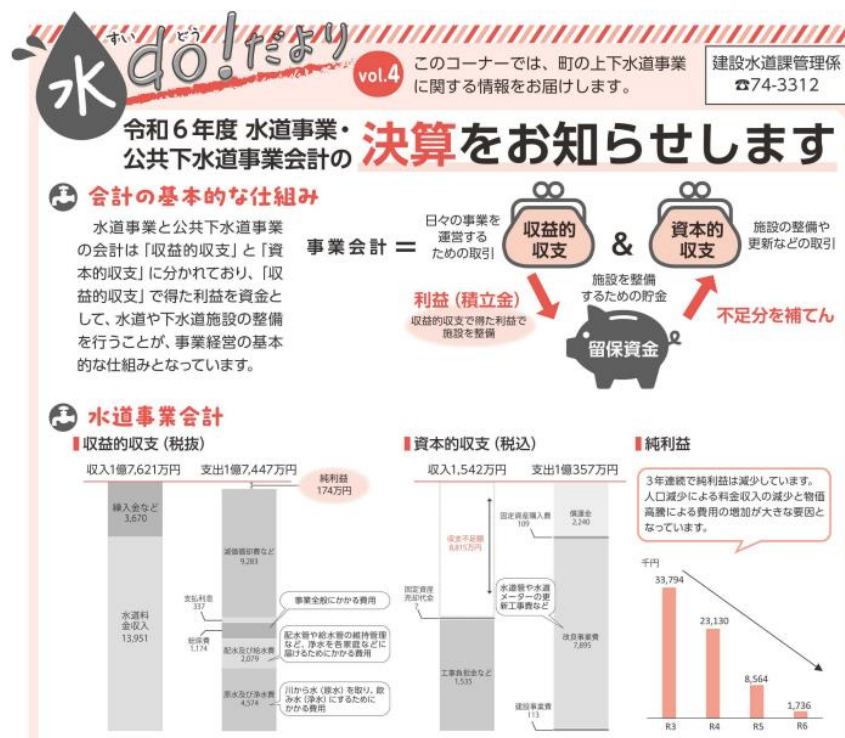 すい どう
水do!だより
vol.4
このコーナーでは、町の上下水道事業
に関する情報をお届けします。
建設水道課管理係
☎74-3312
令和6年度 水道事業・
公共下水道事業会計の
決算をお知らせします
会計の基本的な仕組み
水道事業と公共下水道事業
の会計は「収益的収支」と「資
本的収支」に分かれており、「収
益的収支」で得た利益を資金と
して、水道や下水道施設の整備
を行うことが、事業経営の基本
的な仕組みとなっています。
事業会計＝
日々の事業を
運営する
ための取引
収益的
収支
&
資本的
収支
施設の整備や
更新などの取引
利益（積立金）
収益的収支で得た利益で
施設を整備
施設を整備
するための貯金
留保資金
不足分を補てん
水道事業会計
収益的収支（税抜）
収入1億7,621万円
支出1億7,447万円
純利益
174万円
繰入金など
3,670
水道料
金収入
13,951
減価償却費など
9,283
支払利息
337
総係費
1,174
配水及び給水費
2,079
原水及び浄水費
4,574
事業全般にかかる費用
配水管や給水管の維持管理
など、浄水を各家庭などに
届けるためにかかる費用
川から水（原水）を取り、飲
み水（浄水）にするために
かかる費用
資本的収支（税込）
収入1,542万円
支出1億357万円
収支不足額
8,815万円
固定資産
売却代金
7
工事負担金など
1,535
固定資産購入費
109
償還金
2,240
水道管や水道
メーターの更
新工事費など
改良事業費
7,895
建設事業費
113
純利益
3年連続で純利益は減少しています。
人口減少による料金収入の減少と物価
高騰による費用の増加が大きな要因と
なっています。
千円
33,794
23,130
8,564
1,736
R3
R4
R5
R6